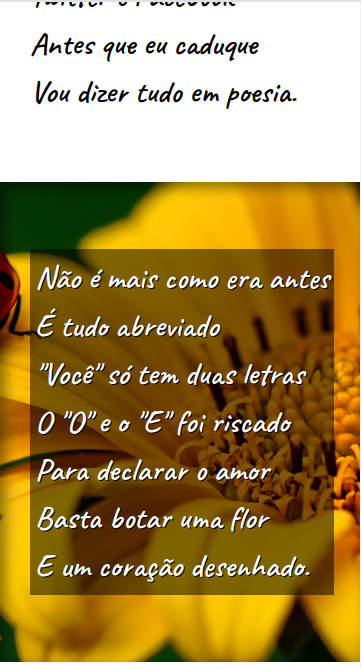 Antes que eu caduque
Vou dizer tudo em poesia.
Não é mais como era antes
É tudo abreviado
"Você" só tem duas letras
O "O" e o "E" foi riscado
Para declarar o amor
Basta botar uma flor
E um coração desenhado.